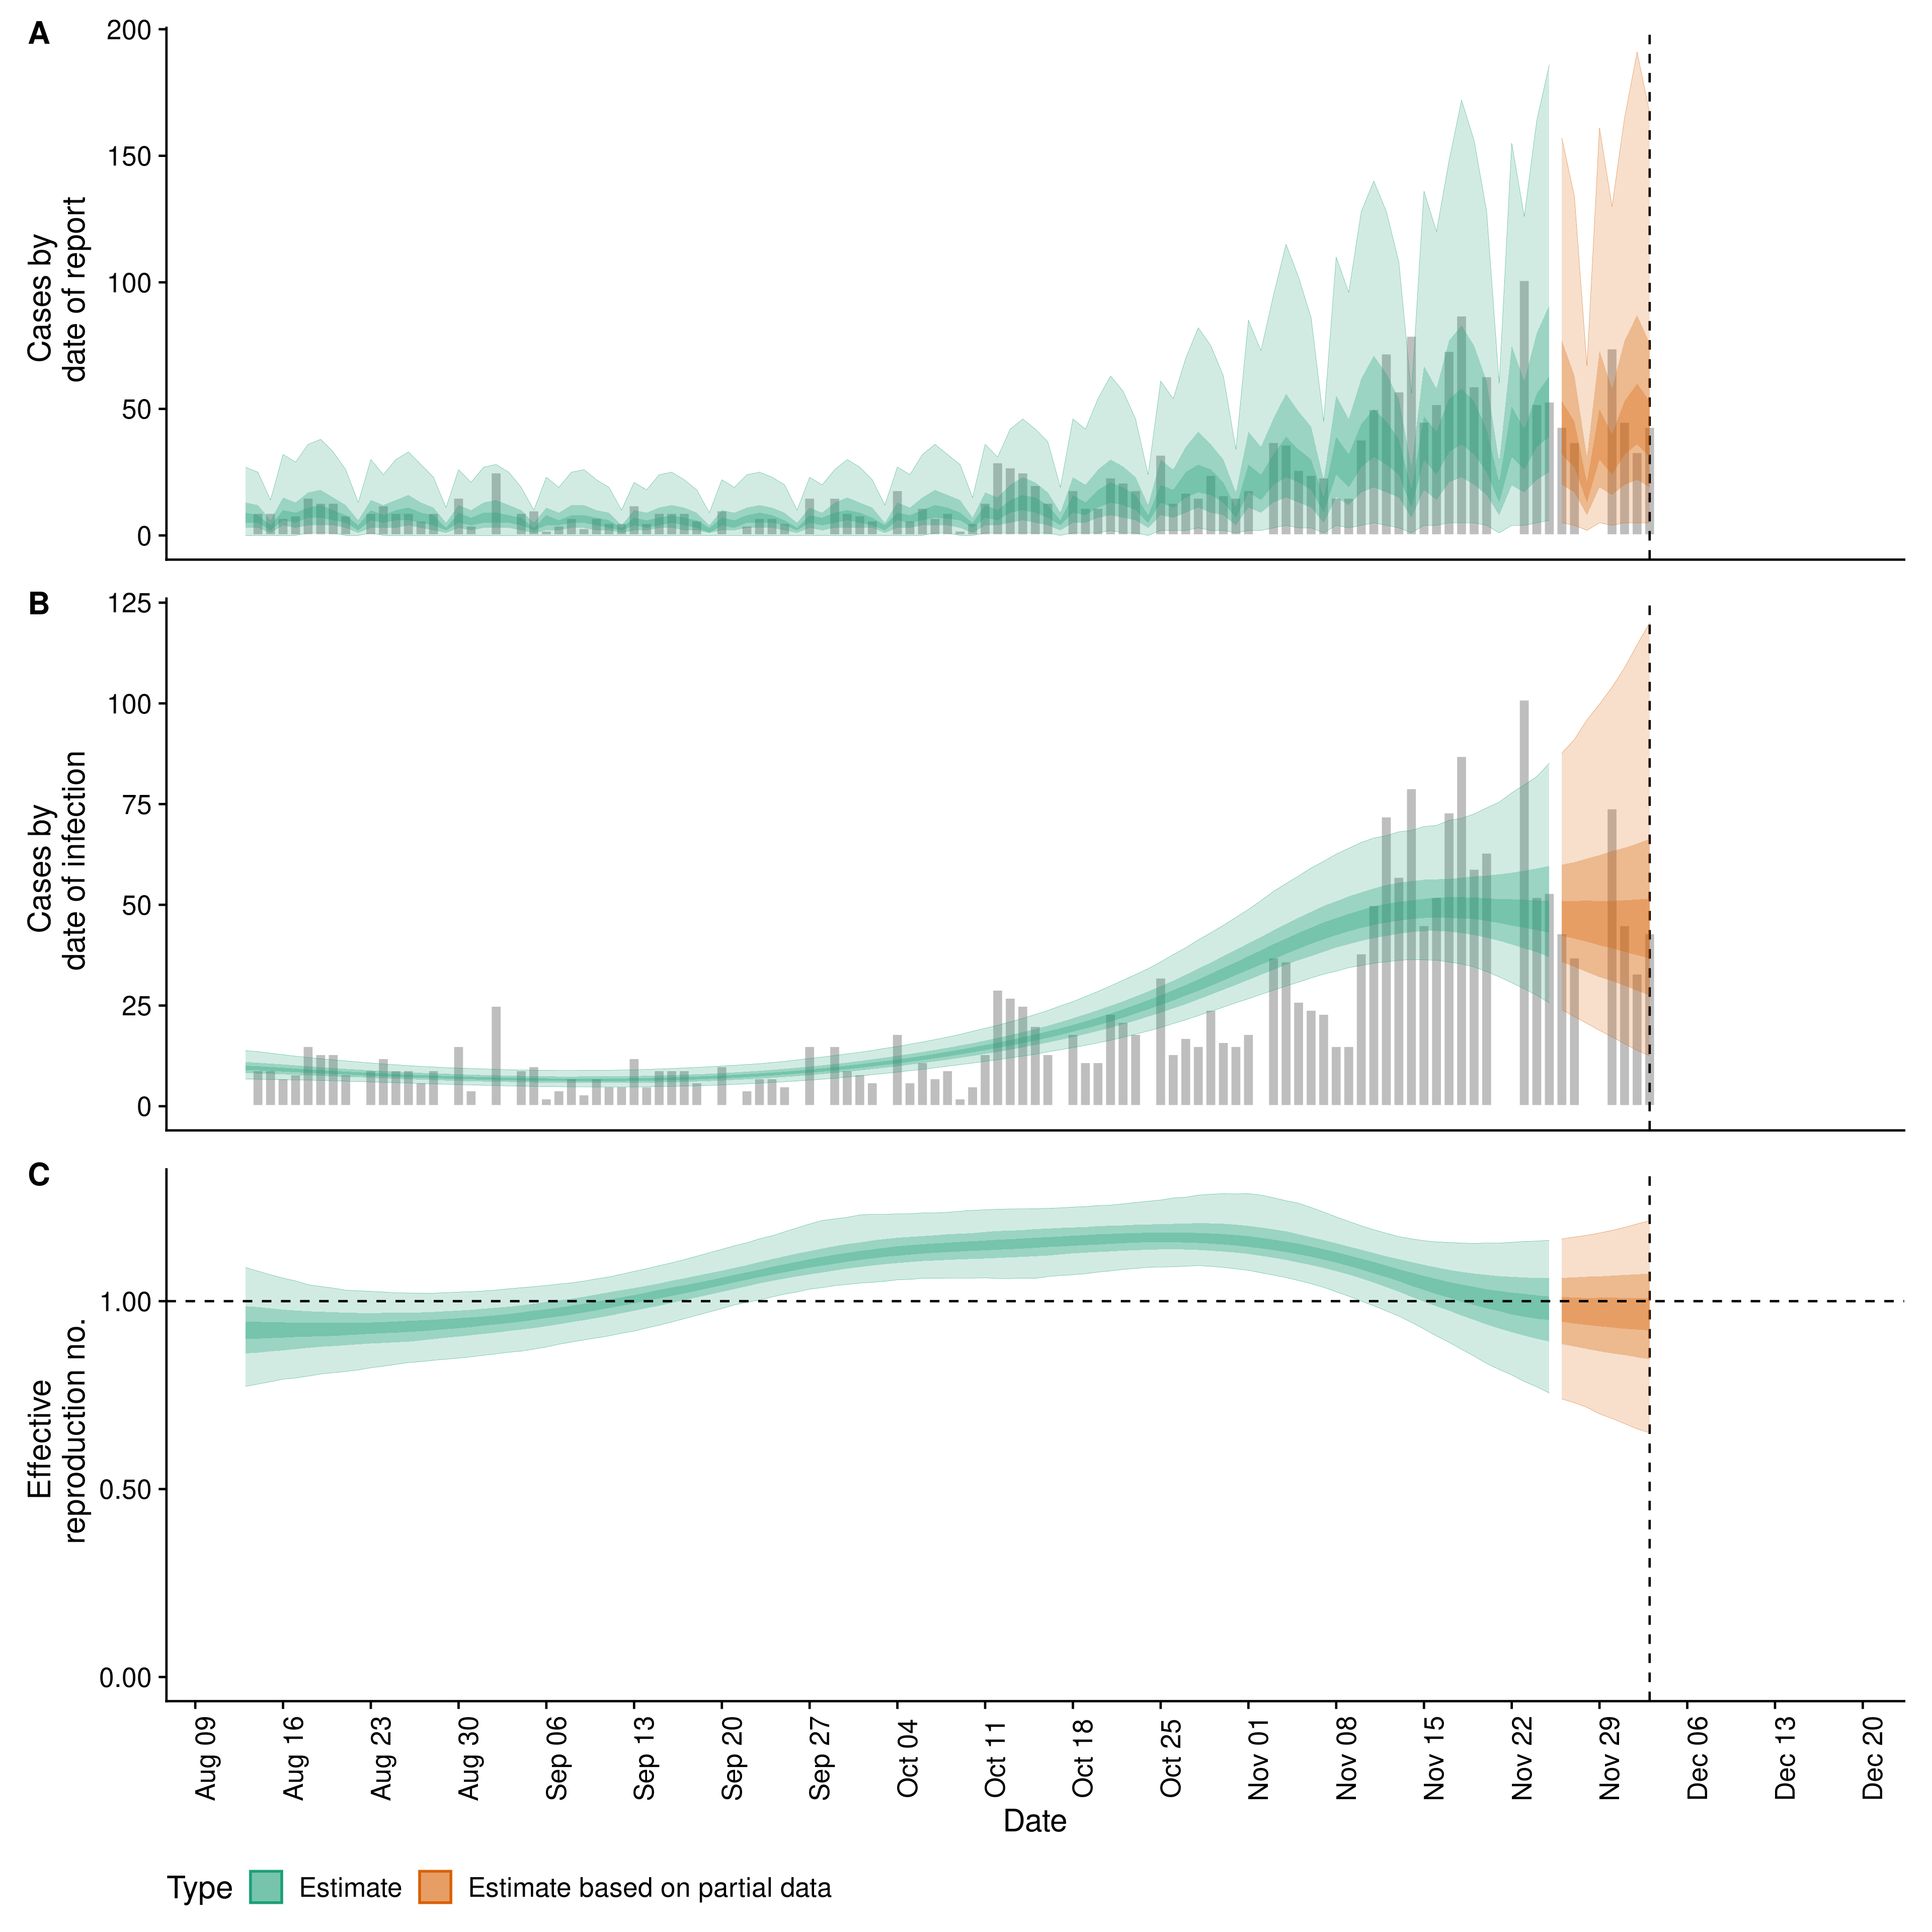 A
200
150
100
50
0
Cases by
date of report
B
125
100
75
50
25
0
Cases by
date of infection
C
1.00
0.50
0.00
Effective
reproduction no.
Aug 09
Aug 16
Aug 23
Aug 30
Sep 06
Sep 13
Sep 20
Sep 27
Oct 04
Oct 11
Oct 18
Oct 25
Nov 01
Nov 08
Nov 15
Nov 22
Nov 29
Dec 06
Dec 13
Dec 20
Date
Type Estimate Estimate based on partial data